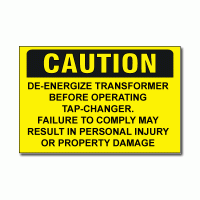 CAUTION
DE-ENERGIZE TRANSFORMER
BEFORE OPERATING
TAP-CHANGER.
FAILURE TO COMPLY MAY
RESULT IN PERSONAL INJURY
OR PROPERTY DAMAGE